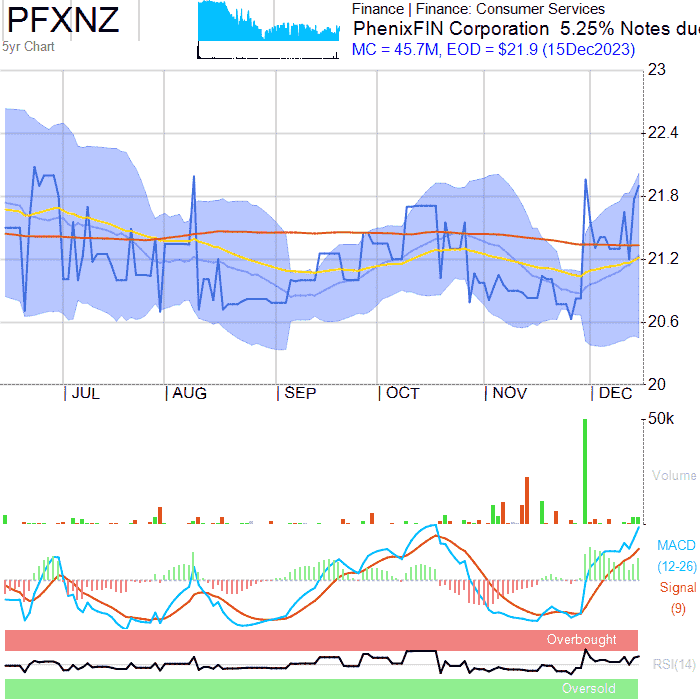 PFXNZ
5yr Chart
Finance | Finance: Consumer Services
PhenixFIN Corporation 5.25% Notes due
MC = 45.7M, EOD = $21.9 (15Dec2023)
23
22.4
21.8
21.2
20.6
20
JUL
AUG
SEP
OCT
NOV
DEC
50k
Volume
MACD
(12-26)
Signal
(9)
Overbought
RSI(14)
Oversold